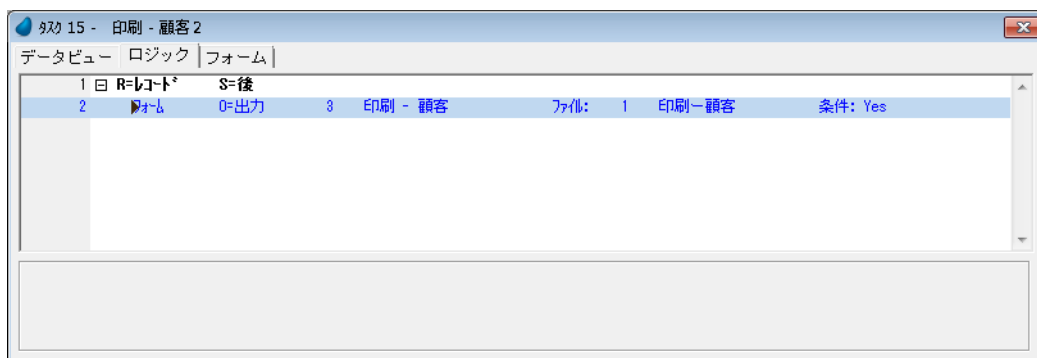 ﾀｽｸ 15 - 印刷 - 顧客２
データビュー ロジック フォーム
1 R=ﾚｺｰﾄﾞ S=後
2 ﾌｫｰﾑ O=出力 3 印刷 - 顧客 ﾌｧｲﾙ: 1 印刷ー顧客 条件: Yes